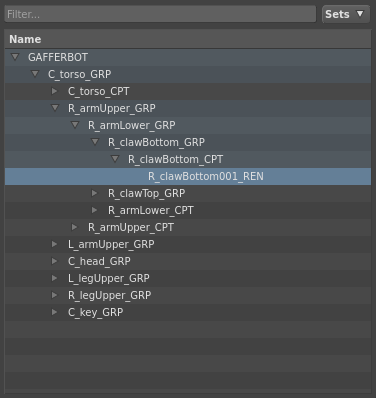 Filter...
Sets
Name
GAFFERBOT
C_torso_GRP
C_torso_CPT
R_armUpper_GRP
R_armLower_GRP
R_clawBottom_GRP
R_clawBottom_CPT
R_clawBottom001_REN
R_clawTop_GRP
R_armLower_CPT
R_armUpper_CPT
L_armUpper_GRP
C_head_GRP
L_legUpper_GRP
R_legUpper_GRP
C_key_GRP